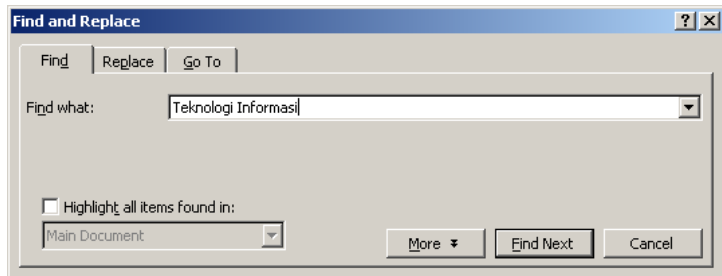 Find and Replace
Find Replace Go To
Find what: Teknologi Informasi
Highlight all items found in:
Main Document
More Find Next Cancel